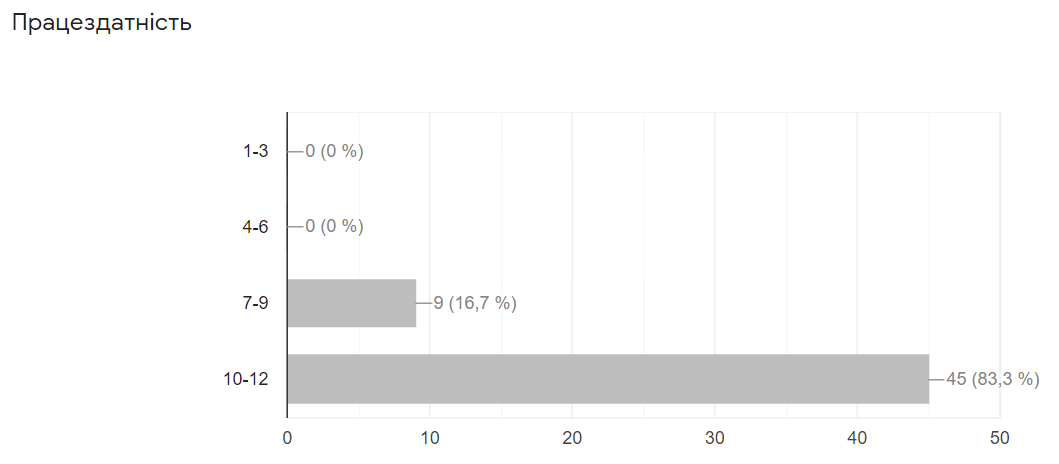 Працездатність
1-3 0 (0 %)
4-6 0 (0 %)
7-9 9 (16,7 %)
10-12 45 (83,3 %)
0 10 20 30 40 50